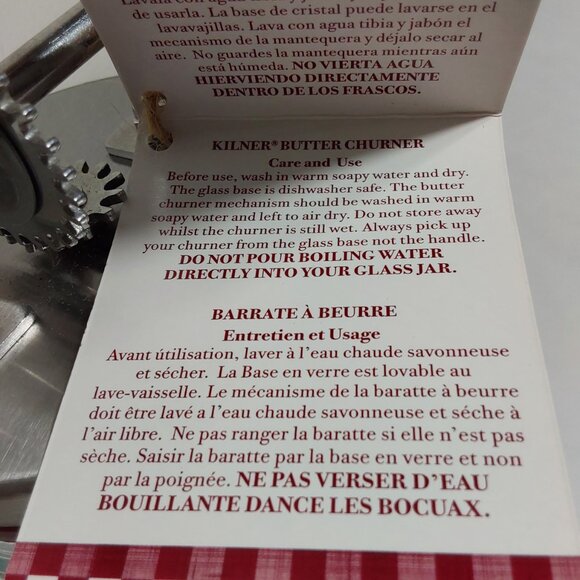 Lávala con agua
de usarla. La base de cristal puede lavarse en el
lavavajillas. Lava con agua tibia y jabón el
mecanismo de la mantequera y déjalo secar al
aire. No guardes la mantequera mientras aún
está húmeda. NO VIERTA AGUA
HIERVIENDO DIRECTAMENTE
DENTRO DE LOS FRASCOS.
KILNER® BUTTER CHURNER
Care and Use
Before use, wash in warm soapy water and dry.
The glass base is dishwasher safe. The butter
churner mechanism should be washed in warm
soapy water and left to air dry. Do not store away
whilst the churner is still wet. Always pick up
your churner from the glass base not the handle.
DO NOT POUR BOILING WATER
DIRECTLY INTO YOUR GLASS JAR.
BARRATE À BEURRE
Entretien et Usage
Avant útilisation, laver à l'eau chaude savonneuse
et sécher. La Base en verre est lovable au
lave-vaisselle. Le mécanisme de la baratte à beurre
doit être lavé a l'eau chaude savonneuse et séche à
l'air libre. Ne pas ranger la baratte si elle n'est pas
sèche. Saisir la baratte par la base en verre et non
par la poignée. NE PAS VERSER D'EAU
BOUILLANTE DANCE LES BOCUAX.